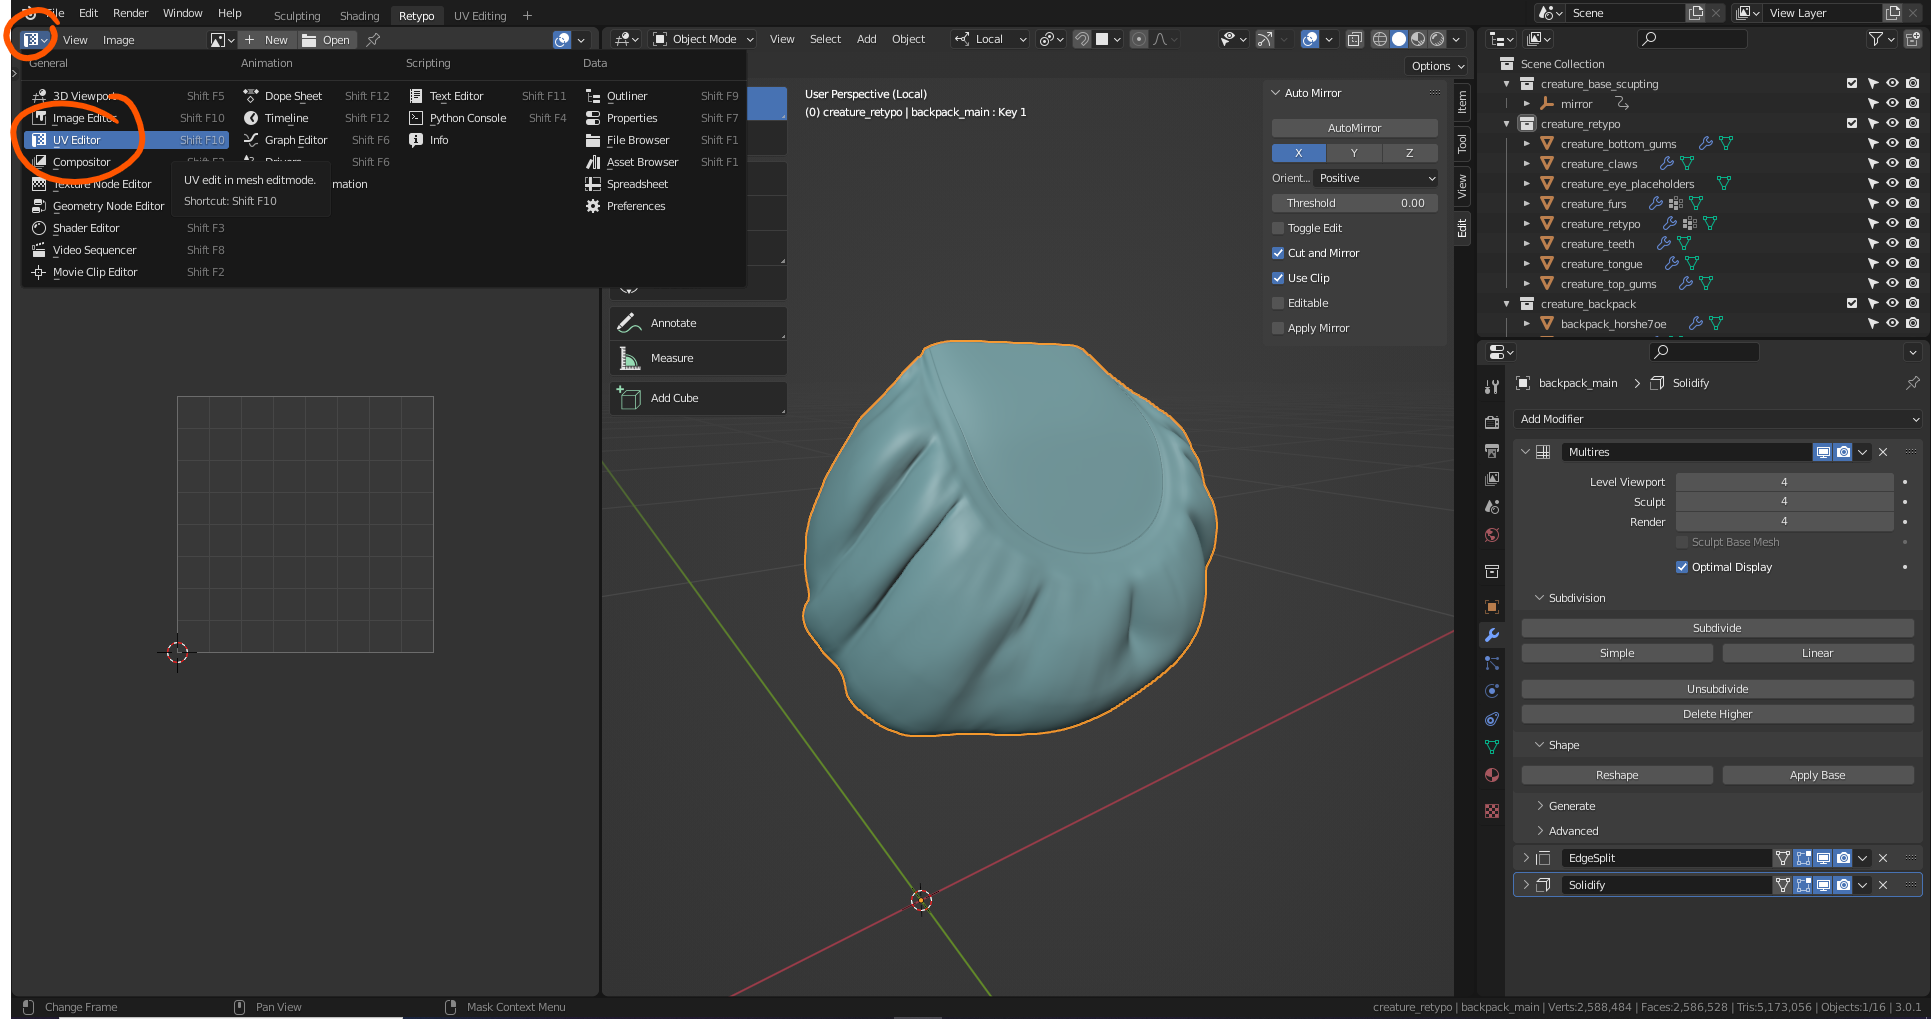 File Edit Render Window Help Sculpting Shading Retypo UV Editing + Scene View Layer
View Image New Open Object Mode View Select Add Object Local
General Animation Scripting Data
Options
3D Viewport Shift F5
Image Editor Shift F10
UV Editor Shift F10
Compositor Shift F3
Texture Node Editor
Geometry Node Editor
Shader Editor Shift F3
Video Sequencer Shift F8
Movie Clip Editor Shift F2
Dope Sheet Shift F12
Timeline Shift F12
Graph Editor Shift F6
Drivers Shift F6
mation
Text Editor Shift F11
Python Console Shift F4
Info
Outliner Shift F9
Properties Shift F7
File Browser Shift F1
Asset Browser Shift F1
Spreadsheet
Preferences
UV edit in mesh editmode.
Shortcut: Shift F10
Annotate
Measure
Add Cube
User Perspective (Local)
(0) creature_retypo | backpack_main : Key 1
Auto Mirror
AutoMirror
X Y Z
Orient... Positive
Threshold 0.00
Toggle Edit
Cut and Mirror
Use Clip
Editable
Apply Mirror
Item
Tool
View
Edit
Scene Collection
creature_base_scupting
mirror
creature_retypo
creature_bottom_gums
creature_claws
creature_eye_placeholders
creature_furs
creature_retypo
creature_teeth
creature_tongue
creature_top_gums
creature_backpack
backpack_horshe7oe
backpack_main > Solidify
Add Modifier
Multires
Level Viewport 4
Sculpt 4
Render 4
Sculpt Base Mesh
Optimal Display
Subdivision
Subdivide
Simple Linear
Unsubdivide
Delete Higher
Shape
Reshape Apply Base
Generate
Advanced
EdgeSplit
Solidify
Change Frame Pan View Mask Context Menu creature_retypo | backpack_main | Verts:2,588,484 | Faces:2,586,528 | Tris:5,173,056 | Objects:1/16 | 3.0.1